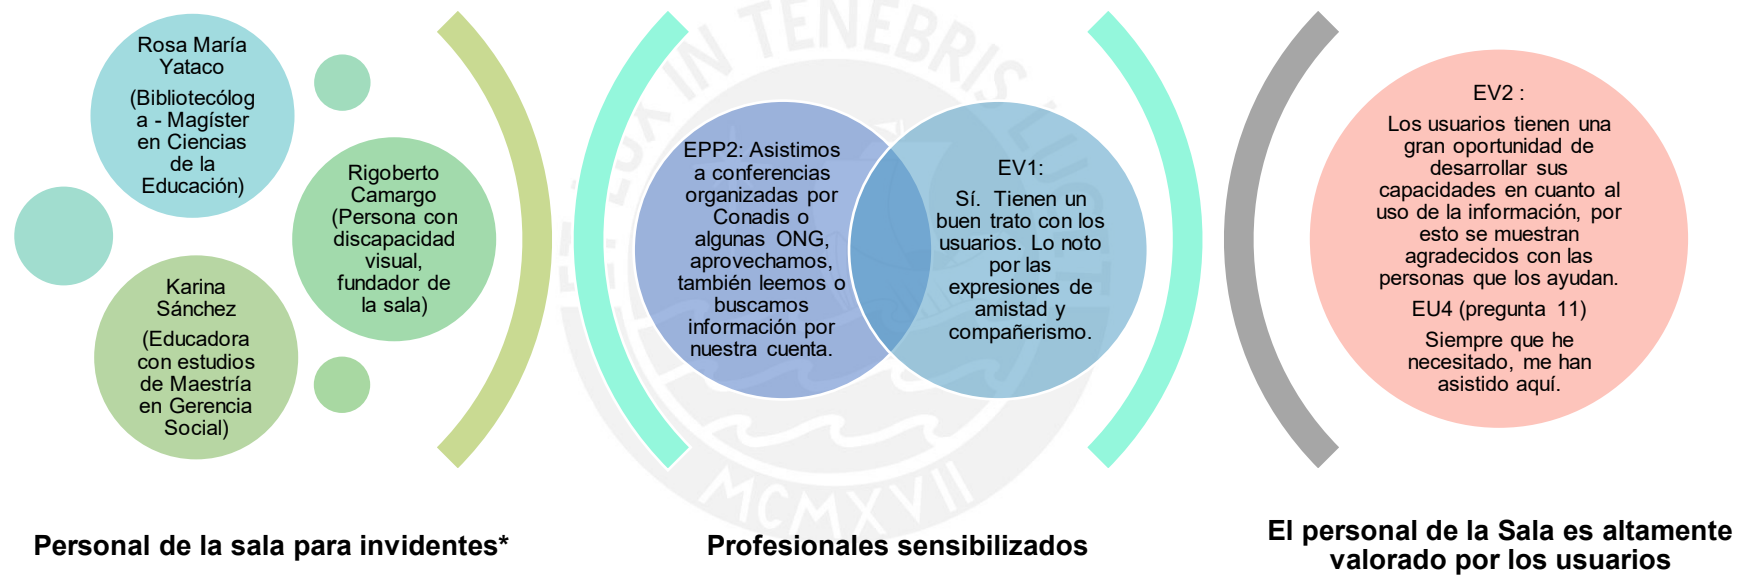 Rosa María
Yataco
(Bibliotecólog
a - Magíster
en Ciencias
de la
Educación)
Rigoberto
Camargo
(Persona con
discapacidad
visual,
fundador de
la sala)
Karina
Sánchez
(Educadora
con estudios
de Maestría
en Gerencia
Social)
Personal de la sala para invidentes*
EPP2: Asistimos
a conferencias
organizadas por
Conadis o
algunas ONG,
aprovechamos,
también leemos o
buscamos
información por
nuestra cuenta.
EV1:
Sí. Tienen un
buen trato con los
usuarios. Lo noto
por las
expresiones de
amistad y
compañerismo.
Profesionales sensibilizados
EV2 :
Los usuarios tienen una
gran oportunidad de
desarrollar sus
capacidades en cuanto al
uso de la información, por
esto se muestran
agradecidos con las
personas que los ayudan.
EU4 (pregunta 11)
Siempre que he
necesitado, me han
asistido aquí.
El personal de la Sala es altamente
valorado por los usuarios
ET LUX IN TENEBRIS LUCET
MCMXVII